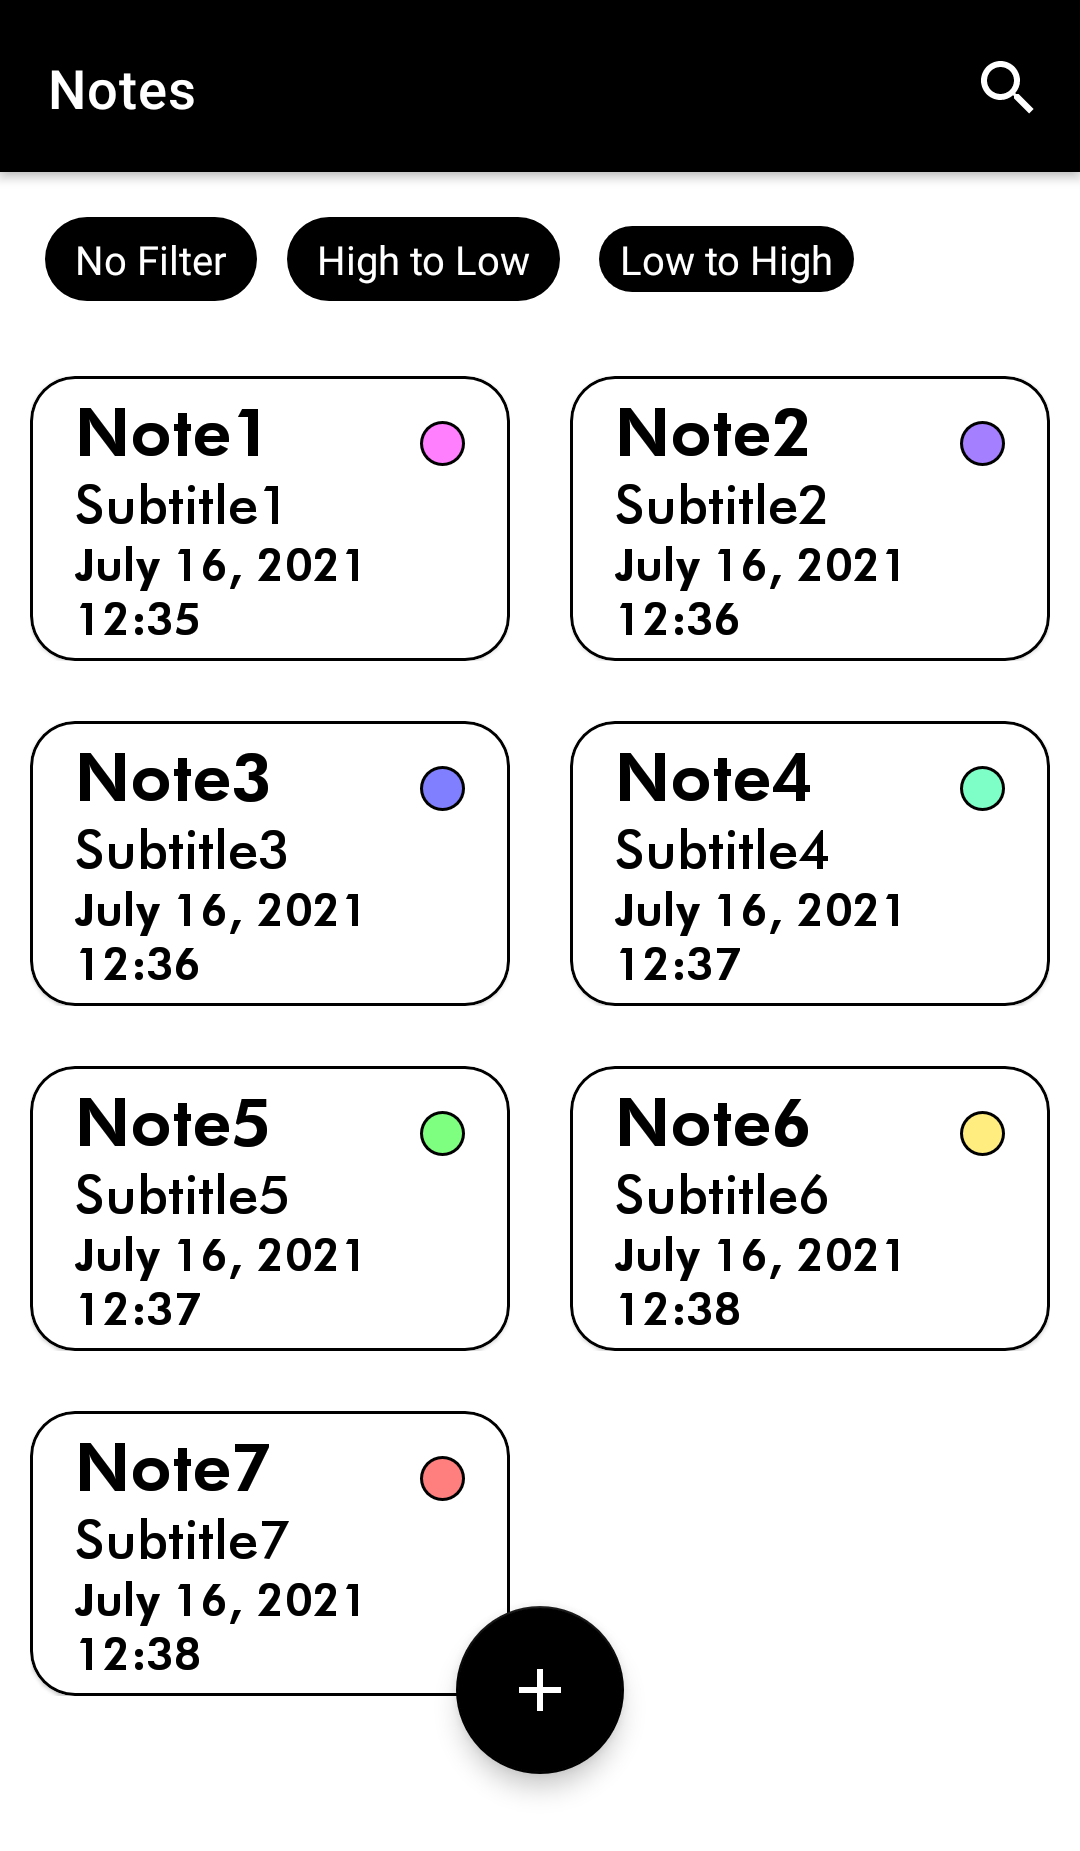 Notes
No Filter
High to Low
Low to High
Note1
Subtitle1
July 16, 2021
12:35
Note2
Subtitle2
July 16, 2021
12:36
Note3
Subtitle3
July 16, 2021
12:36
Note4
Subtitle4
July 16, 2021
12:37
Note5
Subtitle5
July 16, 2021
12:37
Note6
Subtitle6
July 16, 2021
12:38
Note7
Subtitle7
July 16, 2021
12:38